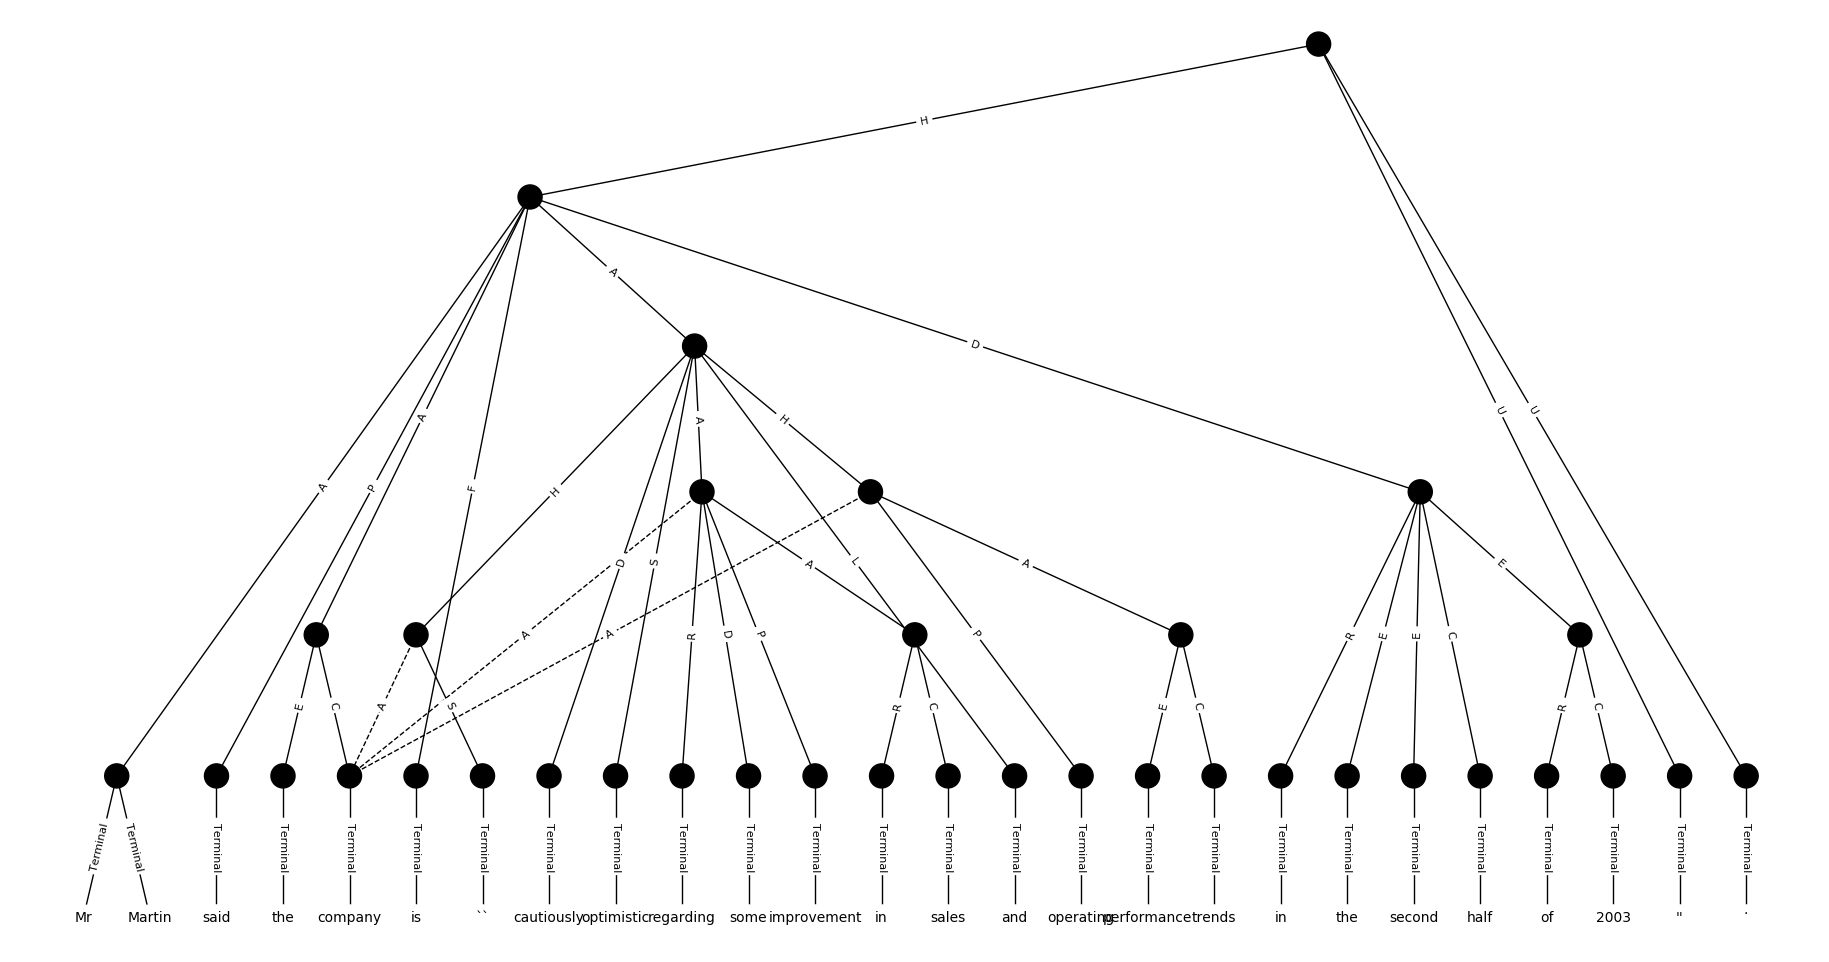 H
A
D
A
H
U
U
A
P
A
F
H
D
S
A
L
A
P
A
A
A
R
D
P
A
R
E
E
C
E
E
C
A
S
R
C
E
C
R
C
Terminal Terminal Terminal Terminal Terminal Terminal Terminal Terminal Terminal Terminal Terminal Terminal Terminal Terminal Terminal Terminal Terminal Terminal Terminal Terminal Terminal Terminal Terminal Terminal Terminal Terminal
Mr Martin said the company is `` cautiously optimistic regarding some improvement in sales and operating performance trends in the second half of 2003 " .